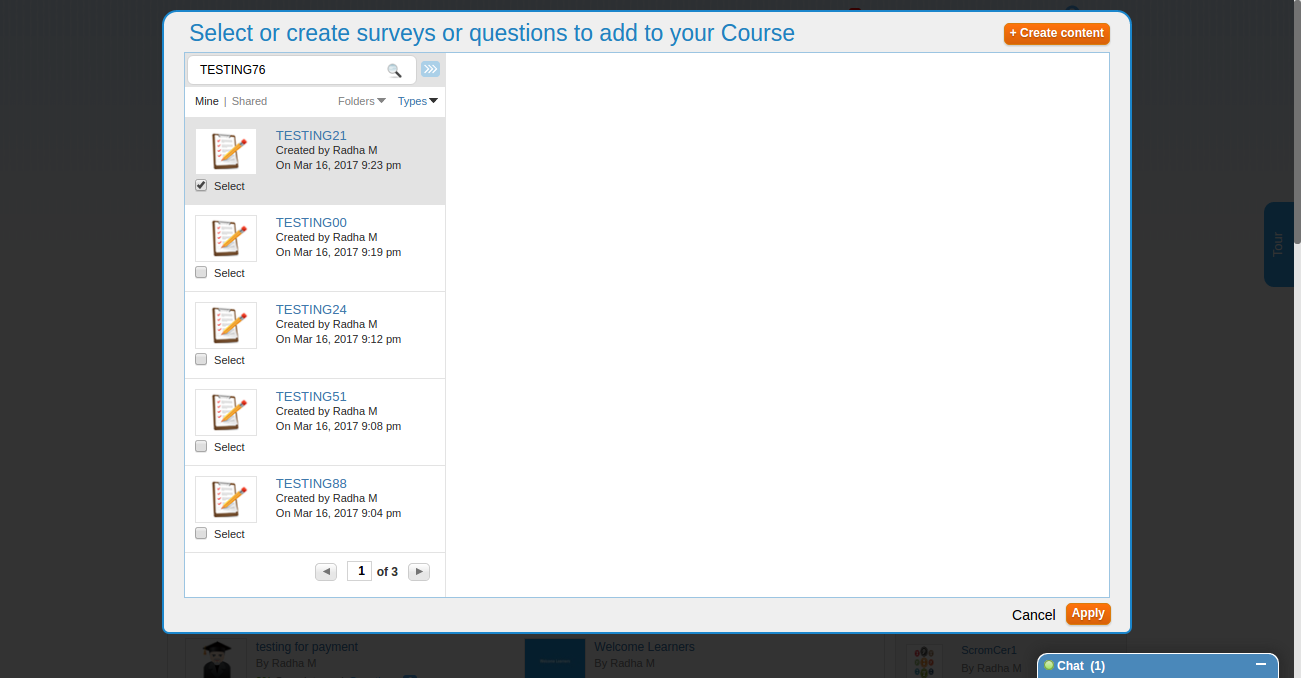 Select or create surveys or questions to add to your Course
+ Create content
TESTING76
Mine | Shared
Folders
Types
TESTING21
Created by Radha M
On Mar 16, 2017 9:23 pm
Select
TESTING00
Created by Radha M
On Mar 16, 2017 9:19 pm
Select
TESTING24
Created by Radha M
On Mar 16, 2017 9:12 pm
Select
TESTING51
Created by Radha M
On Mar 16, 2017 9:08 pm
Select
TESTING88
Created by Radha M
On Mar 16, 2017 9:04 pm
Select
1 of 3
Cancel
Apply
Tour
testing for payment
By Radha M
Welcome Learners
By Radha M
ScromCer1
By Radha M
Chat (1)